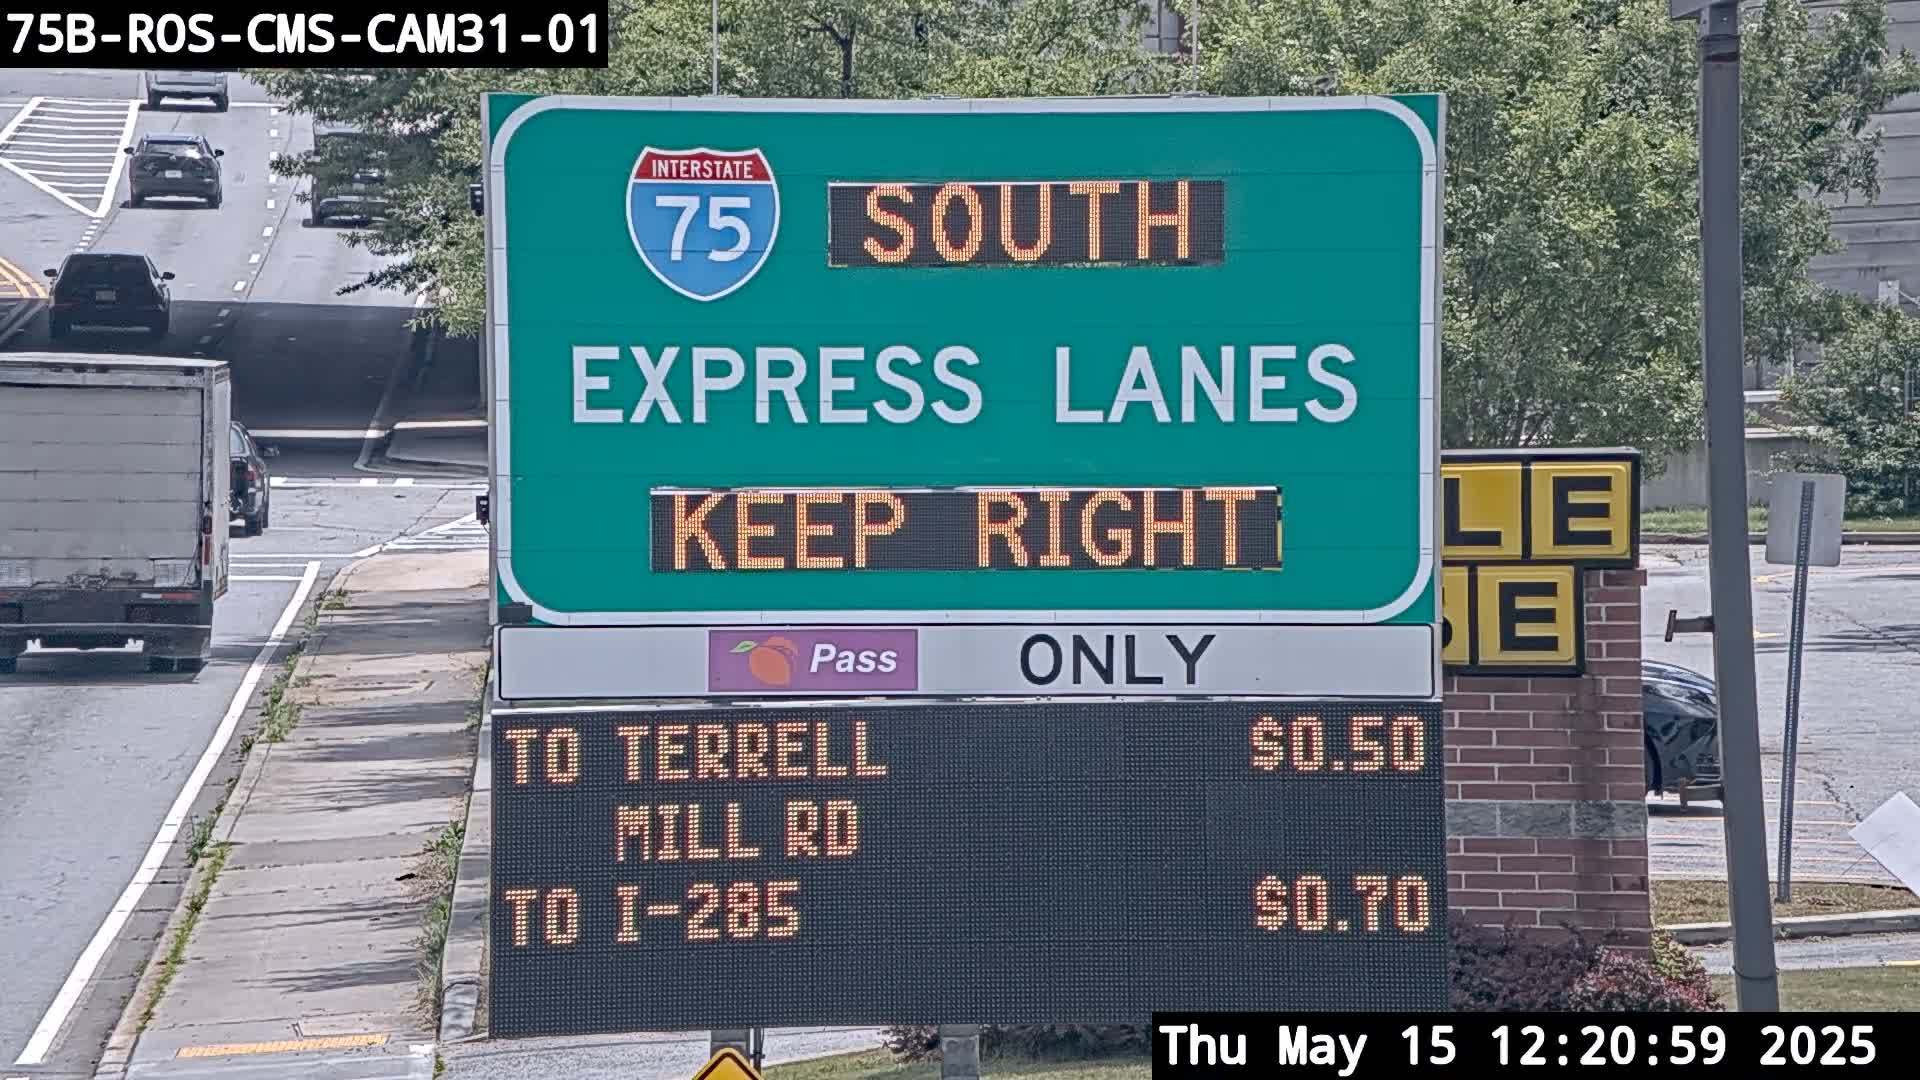 75B-ROS-CMS-CAM31-01
INTERSTATE
75
SOUTH
EXPRESS LANES
KEEP RIGHT
LE
E
Pass ONLY
TO TERRELL $0.50
MILL RD
TO I-285 $0.70
Thu May 15 12:20:59 2025